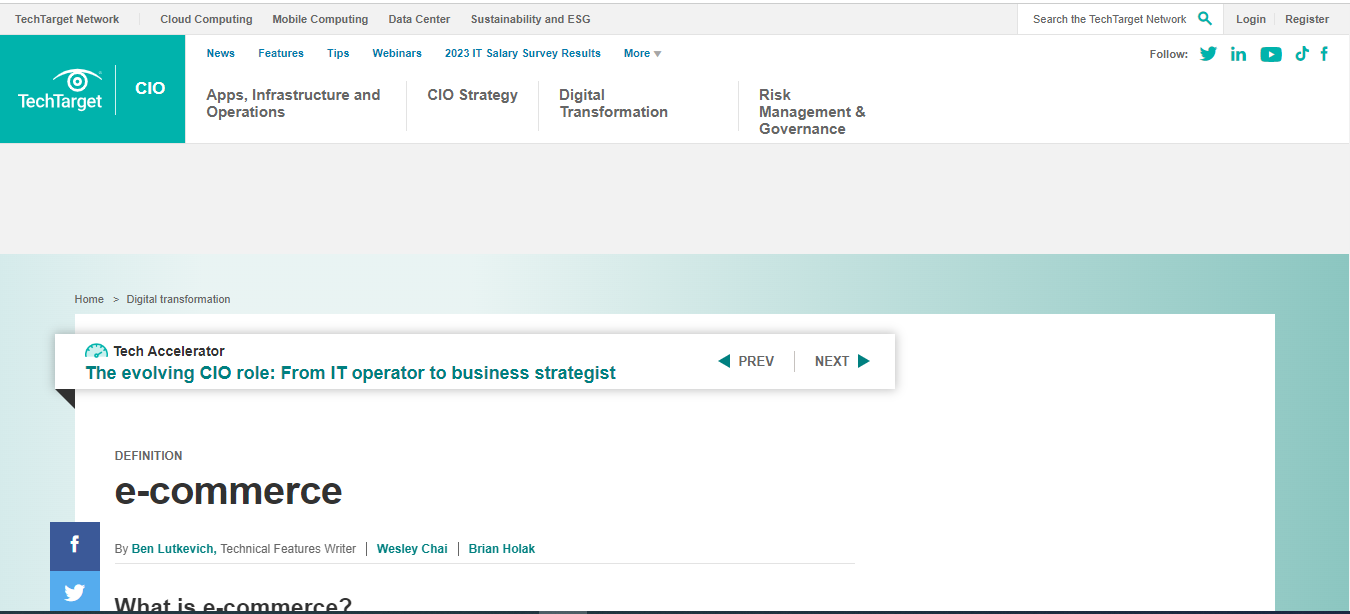 TechTarget Network Cloud Computing Mobile Computing Data Center Sustainability and ESG Search the TechTarget Network Login Register
News Features Tips Webinars 2023 IT Salary Survey Results More Follow:
TechTarget CIO
Apps, Infrastructure and
Operations
CIO Strategy
Digital
Transformation
Risk
Management &
Governance
Home > Digital transformation
Tech Accelerator
The evolving CIO role: From IT operator to business strategist
PREV NEXT
DEFINITION
e-commerce
By Ben Lutkevich, Technical Features Writer | Wesley Chai | Brian Holak
What is e-commerce?